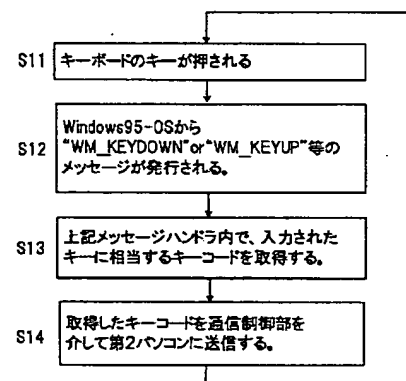 S11 キーボードのキーが押される
S12 Windows95-OSから
“WM_KEYDOWN”or“WM_KEYUP”等の
メッセージが発行される。
S13 上記メッセージハンドラ内で、入力された
キーに相当するキーコードを取得する。
S14 取得したキーコードを通信制御部を
介して第2パソコンに送信する。